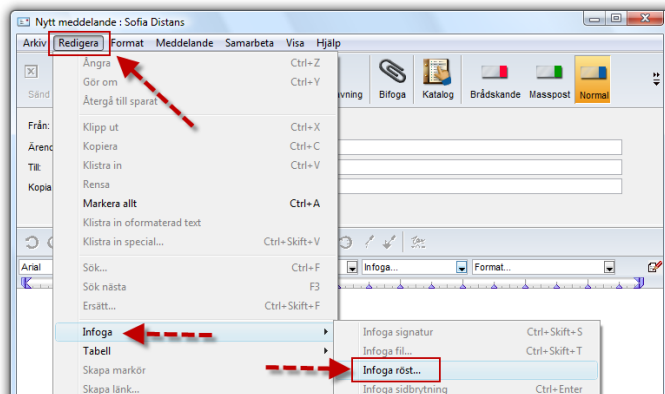 Nytt meddelande : Sofia Distans
Arkiv Redigera Format Meddelande Samarbeta Visa Hjälp
Ångra Ctrl+Z
Gör om Ctrl+Y
Återgå till sparat
Sänd
vning Bifoga Katalog Brådskande Masspost Normal
Från:
Klipp ut Ctrl+X
Ärend
Kopiera Ctrl+C
Till:
Klistra in Ctrl+V
Kopia
Rensa
Markera allt Ctrl+A
Klistra in oformaterad text
Klistra in special... Ctrl+Skift+V
Arial
Sök... Ctrl+F
Infoga... Format...
Sök nästa F3
Ersätt... Ctrl+Skift+F
Infoga
Infoga signatur Ctrl+Skift+S
Tabell
Infoga fil... Ctrl+Skift+T
Skapa markör
Infoga röst...
Skapa länk...
Infoga sidbrytning Ctrl+Enter